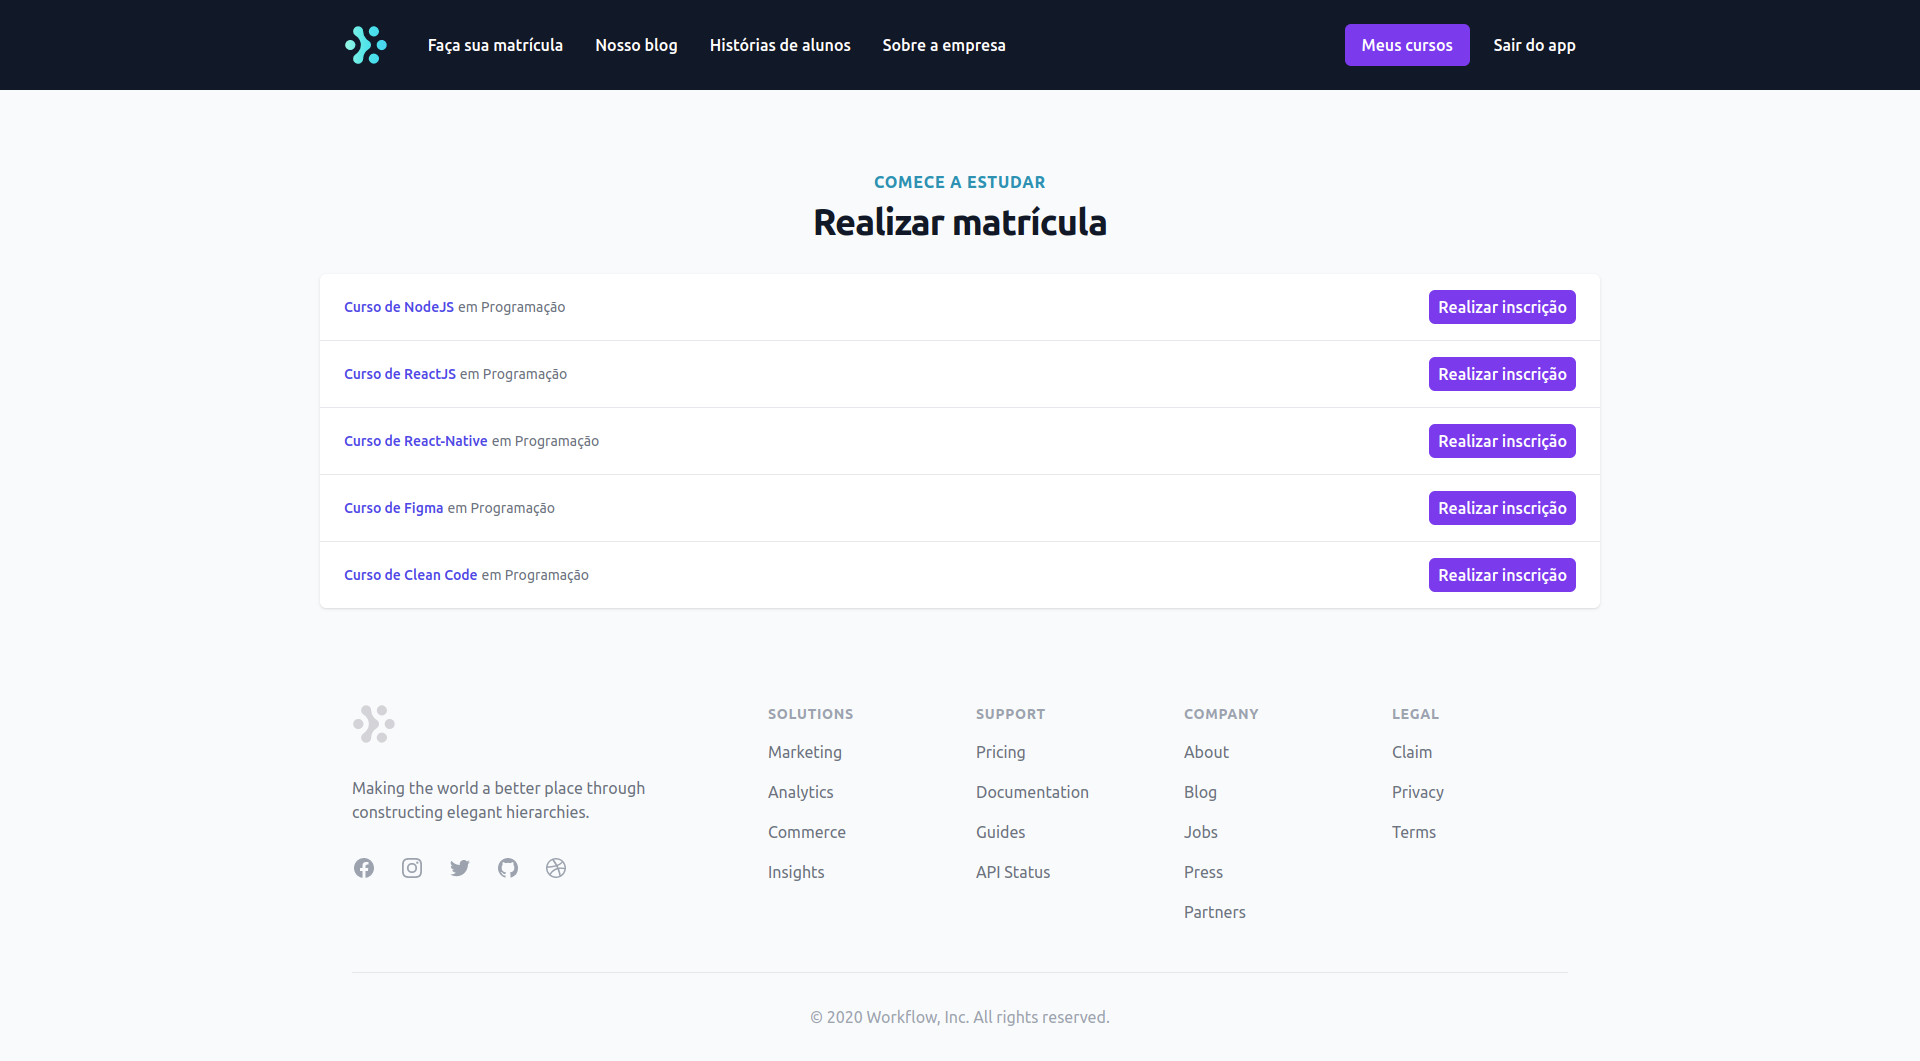 Faça sua matrícula Nosso blog Histórias de alunos Sobre a empresa Meus cursos Sair do app
COMECE A ESTUDAR
Realizar matrícula
Curso de NodeJS em Programação Realizar inscrição
Curso de ReactJS em Programação Realizar inscrição
Curso de React-Native em Programação Realizar inscrição
Curso de Figma em Programação Realizar inscrição
Curso de Clean Code em Programação Realizar inscrição
Making the world a better place through
constructing elegant hierarchies.
SOLUTIONS
Marketing
Analytics
Commerce
Insights
SUPPORT
Pricing
Documentation
Guides
API Status
COMPANY
About
Blog
Jobs
Press
Partners
LEGAL
Claim
Privacy
Terms
© 2020 Workflow, Inc. All rights reserved.